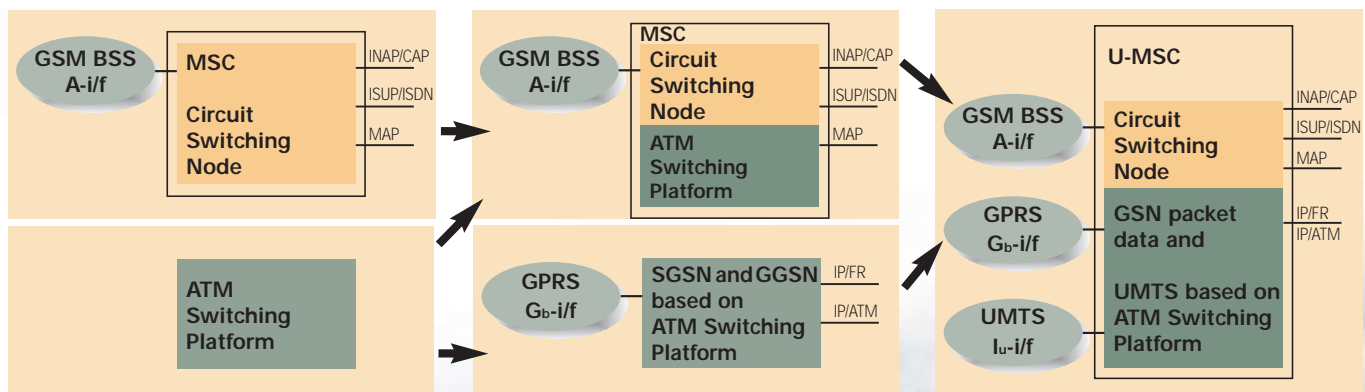 GSM BSS
A-i/f
MSC
Circuit
Switching
Node
INAP/CAP
ISUP/ISDN
MAP
ATM
Switching
Platform
GSM BSS
A-i/f
MSC
Circuit
Switching
Node
ATM
Switching
Platform
INAP/CAP
ISUP/ISDN
MAP
GPRS
Gb-i/f
SGSN and GGSN
based on
ATM Switching
Platform
IP/FR
IP/ATM
U-MSC
GSM BSS
A-i/f
Circuit
Switching
Node
INAP/CAP
ISUP/ISDN
MAP
GPRS
Gb-i/f
GSN packet
data and
IP/FR
IP/ATM
UMTS
Iu-i/f
UMTS based on
ATM Switching
Platform